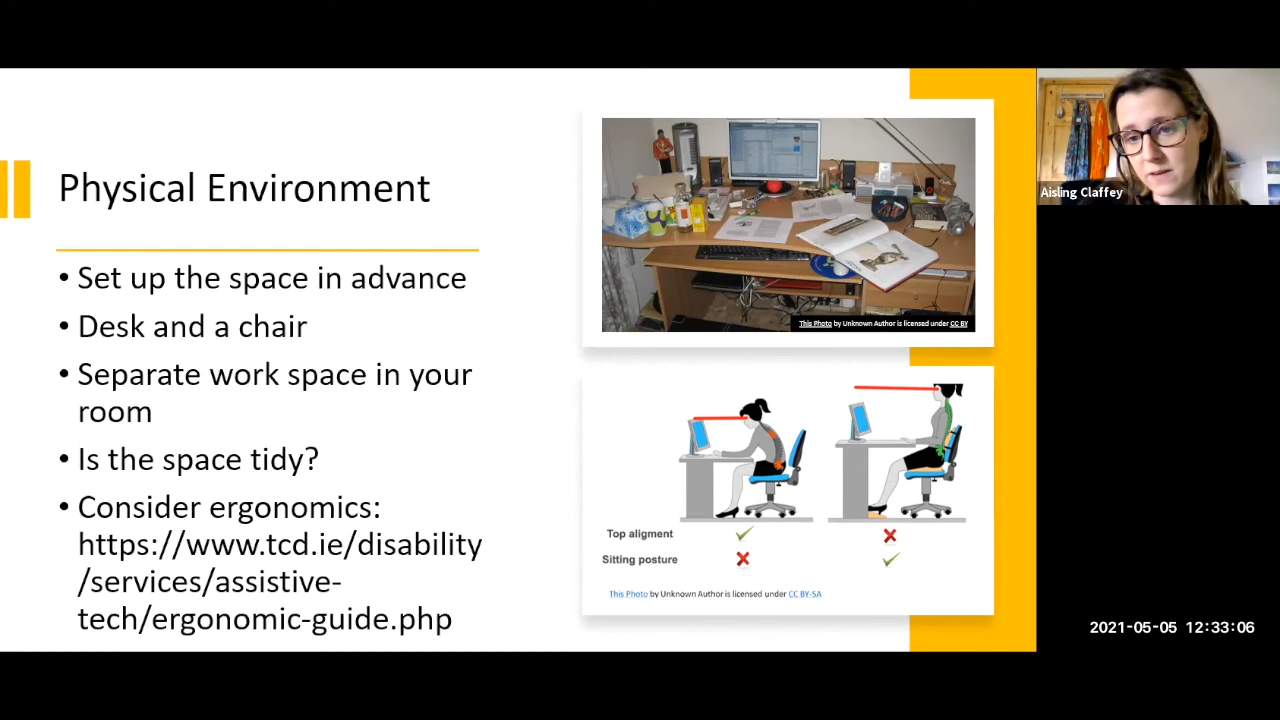 Physical Environment
• Set up the space in advance
• Desk and a chair
• Separate work space in your
room
• Is the space tidy?
• Consider ergonomics:
https://www.tcd.ie/disability
/services/assistive-
tech/ergonomic-guide.php
This Photo by Unknown Author is licensed under CC BY
Top aligment
Sitting posture
This Photo by Unknown Author is licensed under CC BY-SA
Aisling Claffey
2021-05-05 12:33:06